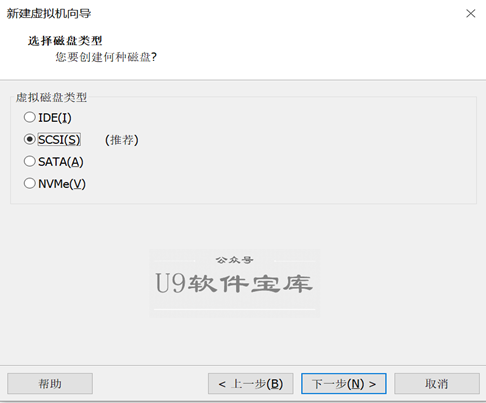 新建虚拟机向导
选择磁盘类型
您要创建何种磁盘?
虚拟磁盘类型
IDE(I)
SCSI(S) (推荐)
SATA(A)
NVMe(V)
公众号
U9软件宝库
帮助
< 上一步(B)
下一步(N) >
取消